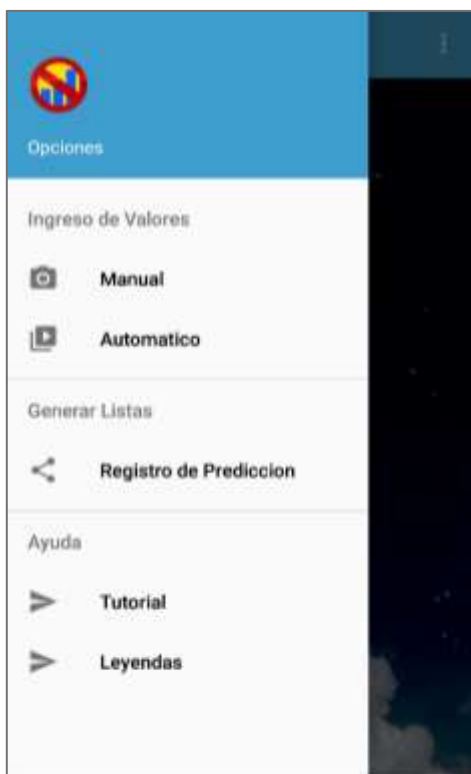 Opciones
Ingreso de Valores
Manual
Automatico
Generar Listas
Registro de Prediccion
Ayuda
Tutorial
Leyendas